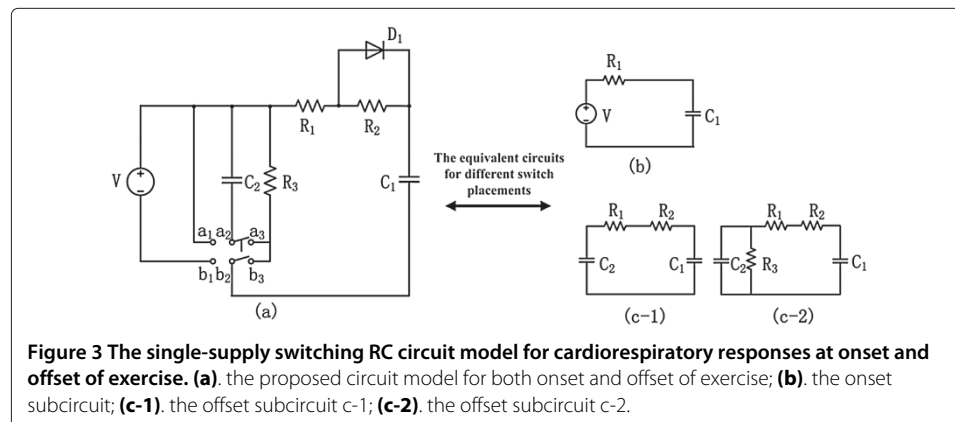 D₁
R₁
R₂
V
C₂
R₃
C₁
a₁ a₂ a₃
b₁ b₂ b₃
(a)
The equivalent circuits
for different switch
placements
R₁
V
C₁
(b)
R₁ R₂
C₂ C₁
(c-1)
R₁ R₂
C₂ R₃ C₁
(c-2)
Figure 3 The single-supply switching RC circuit model for cardiorespiratory responses at onset and
offset of exercise. (a). the proposed circuit model for both onset and offset of exercise; (b). the onset
subcircuit; (c-1). the offset subcircuit c-1; (c-2). the offset subcircuit c-2.